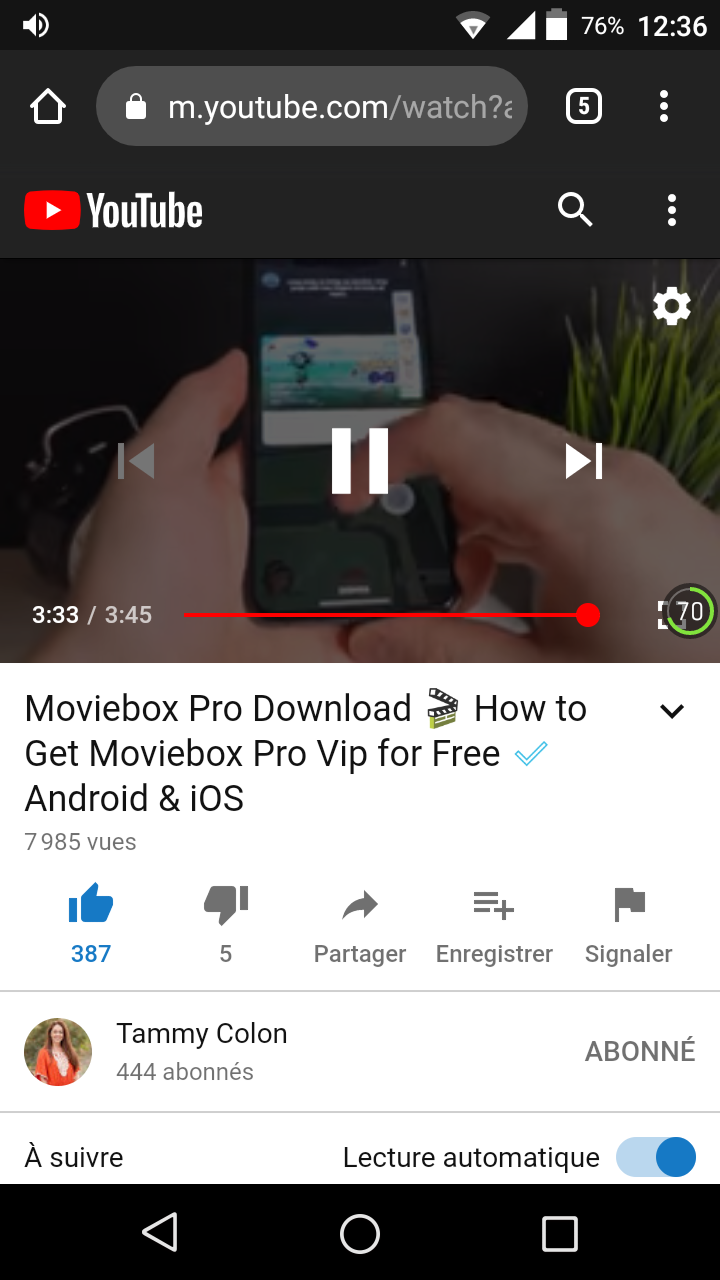 76% 12:36
m.youtube.com/watch?a
5
YouTube
3:33 / 3:45
70
Moviebox Pro Download 🎬 How to
Get Moviebox Pro Vip for Free ✅
Android & iOS
7 985 vues
387
5
Partager
Enregistrer
Signaler
Tammy Colon
444 abonnés
ABONNÉ
À suivre
Lecture automatique